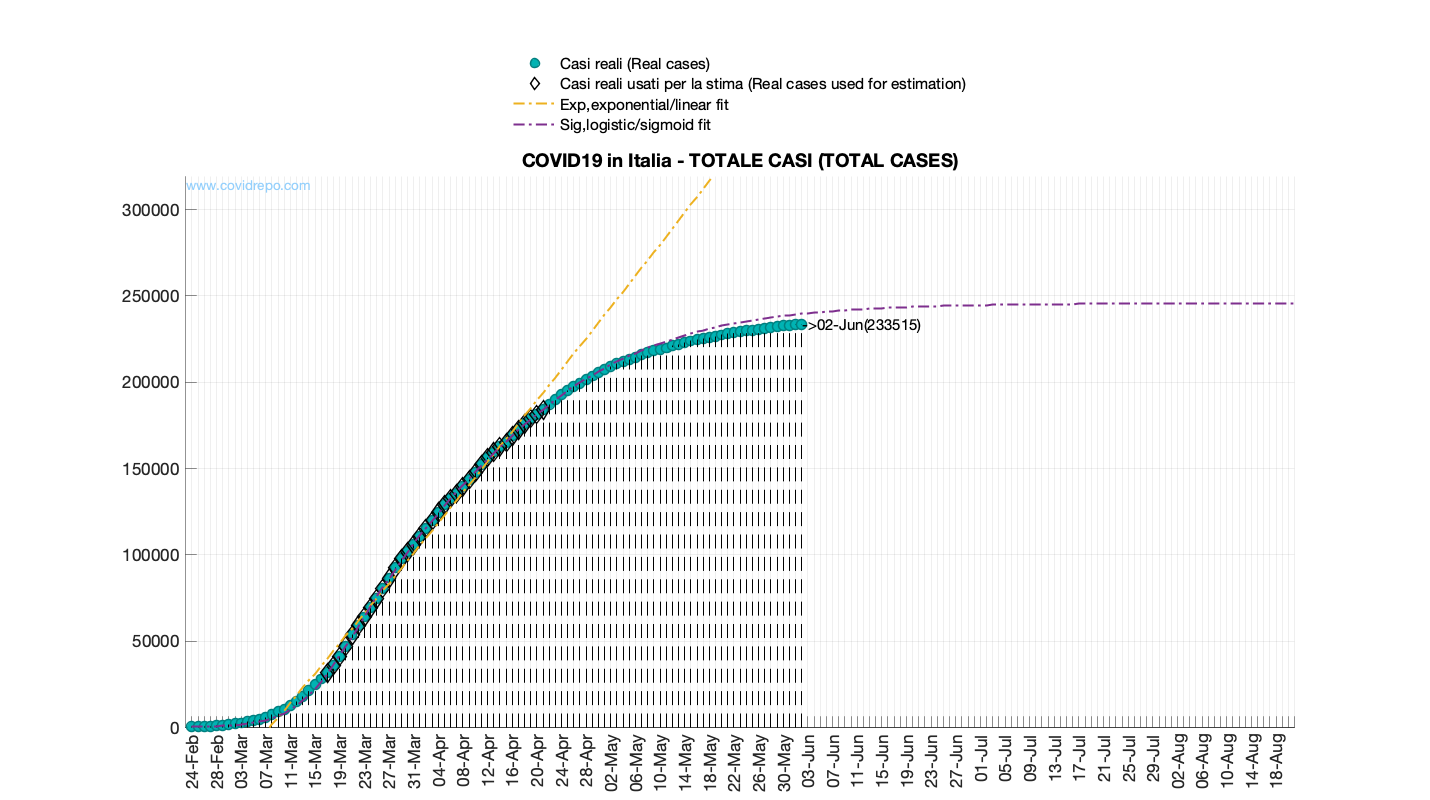 Casi reali (Real cases)
Casi reali usati per la stima (Real cases used for estimation)
Exp,exponential/linear fit
Sig,logistic/sigmoid fit
COVID19 in Italia - TOTALE CASI (TOTAL CASES)
www.covidrepo.com
300000
250000
200000
150000
100000
50000
0
->02-Jun(233515)
24-Feb
28-Feb
03-Mar
07-Mar
11-Mar
15-Mar
19-Mar
23-Mar
27-Mar
31-Mar
04-Apr
08-Apr
12-Apr
16-Apr
20-Apr
24-Apr
28-Apr
02-May
06-May
10-May
14-May
18-May
22-May
26-May
30-May
03-Jun
07-Jun
11-Jun
15-Jun
19-Jun
23-Jun
27-Jun
01-Jul
05-Jul
09-Jul
13-Jul
17-Jul
21-Jul
25-Jul
29-Jul
02-Aug
06-Aug
10-Aug
14-Aug
18-Aug